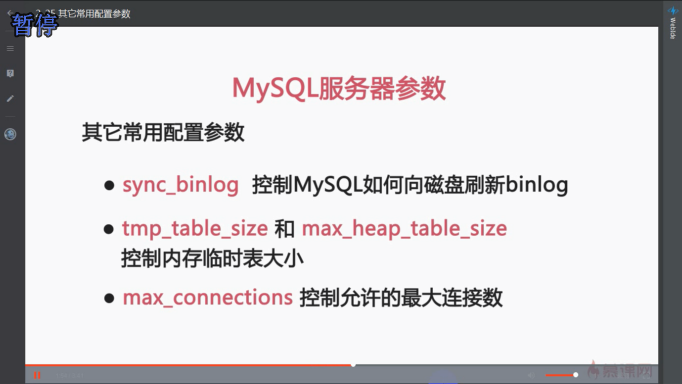 暂停
2-25 其它常用配置参数
Webide
MySQL服务器参数
其它常用配置参数
● sync_binlog 控制MySQL如何向磁盘刷新binlog
● tmp_table_size 和 max_heap_table_size
控制内存临时表大小
● max_connections 控制允许的最大连接数